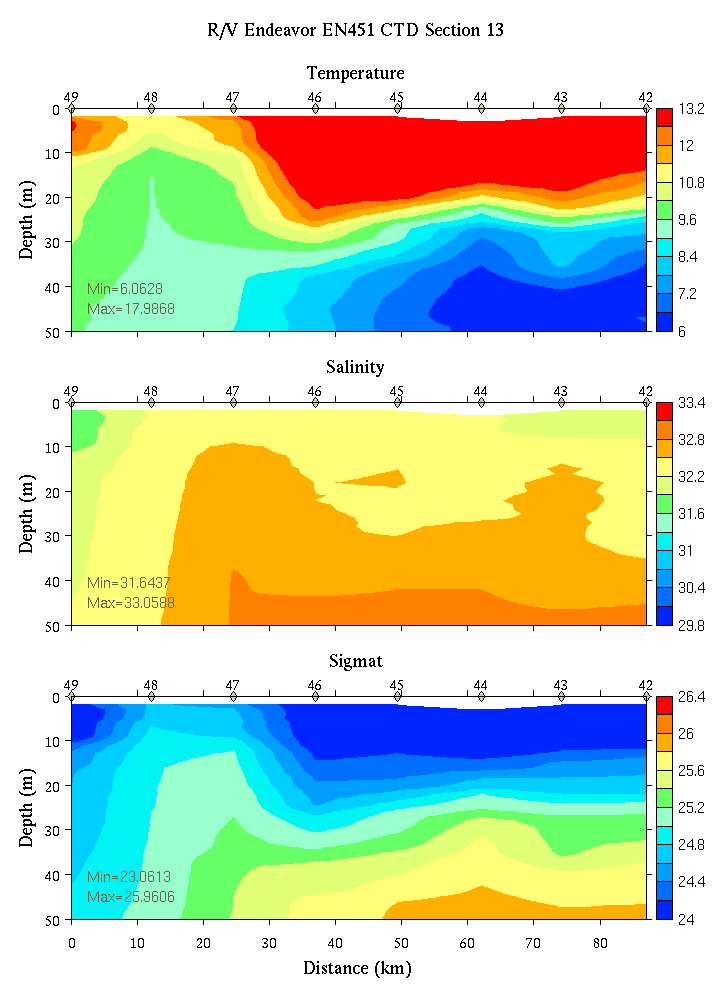 R/V Endeavor EN451 CTD Section 13
Temperature
49 48 47 46 45 44 43 42
0
10
20
30
40
50
Depth (m)
Min=6.0628
Max=17.9868
13.2
12
10.8
9.6
8.4
7.2
6
Salinity
49 48 47 46 45 44 43 42
0
10
20
30
40
50
Depth (m)
Min=31.6437
Max=33.0588
33.4
32.8
32.2
31.6
31
30.4
29.8
Sigmat
49 48 47 46 45 44 43 42
0
10
20
30
40
50
Depth (m)
Min=23.0613
Max=25.9606
26.4
26
25.6
25.2
24.8
24.4
24
0 10 20 30 40 50 60 70 80
Distance (km)